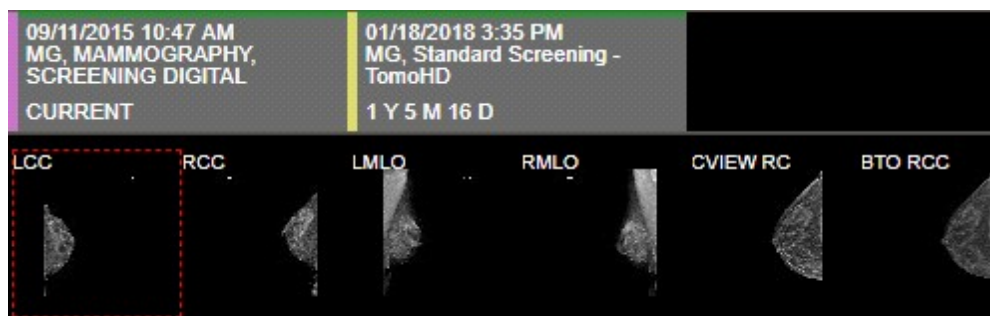 09/11/2015 10:47 AM
MG, MAMMOGRAPHY,
SCREENING DIGITAL
CURRENT
01/18/2018 3:35 PM
MG, Standard Screening -
TomoHD
1 Y 5 M 16 D
LCC
RCC
LMLO
RMLO
CVIEW RC
BTO RCC